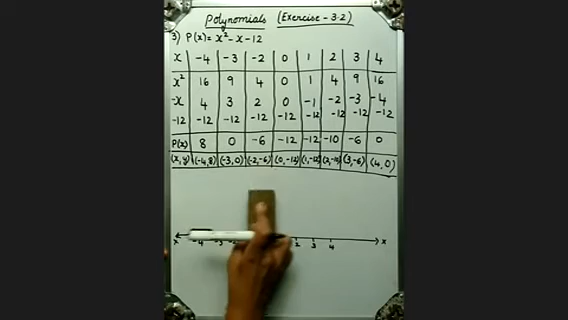 Polynomials (Exercise - 3.2)
3) P(x) = x² - x - 12
x -4 -3 -2 0 1 2 3 4
x² 16 9 4 0 1 4 9 16
-x 4 3 2 0 -1 -2 -3 -4
-12 -12 -12 -12 -12 -12 -12 -12 -12
P(x) 8 0 -6 -12 -12 -10 -6 0
(x,y) (-4,8) (-3,0) (-2,-6) (0,-12) (1,-12) (2,-10) (3,-6) (4,0)
x -4 -3 2 3 4 x